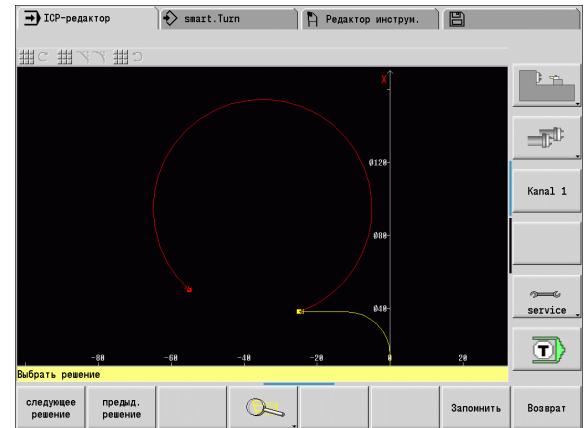 ICP-редактор
smart.Turn
Редактор инструм.
X
Ø120
Kanal 1
Ø80
Ø40
service
T
-80
-60
-40
-20
0
20
Выбрать решение
следующее
решение
предыд.
решение
Запомнить
Возврат